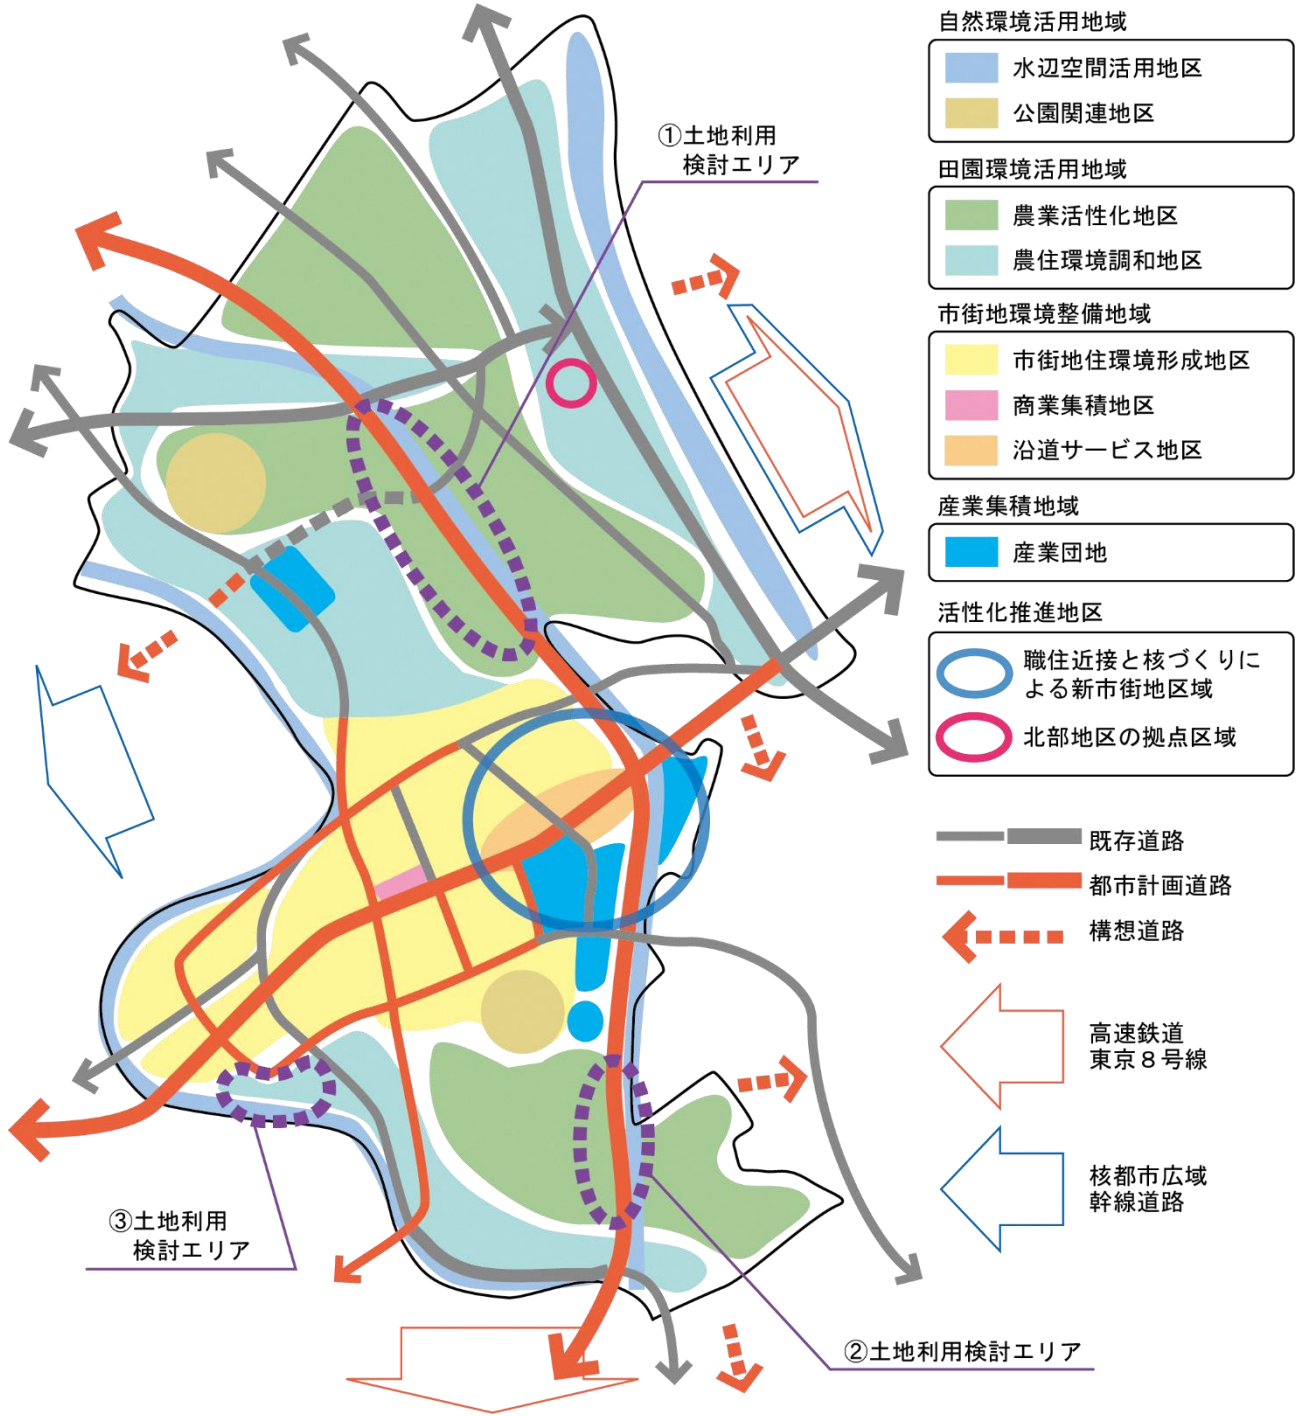 自然環境活用地域
水辺空間活用地区
公園関連地区
田園環境活用地域
農業活性化地区
農住環境調和地区
市街地環境整備地域
市街地住環境形成地区
商業集積地区
沿道サービス地区
産業集積地域
産業団地
活性化推進地区
職住近接と核づくりに
よる新市街地区域
北部地区の拠点区域
既存道路
都市計画道路
構想道路
高速鉄道
東京８号線
核都市広域
幹線道路
①土地利用
検討エリア
③土地利用
検討エリア
②土地利用検討エリア